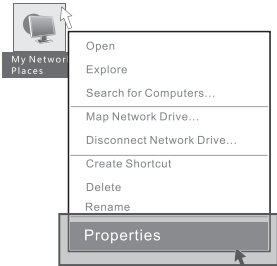 My Network
Places
Open
Explore
Search for Computers...
Map Network Drive...
Disconnect Network Drive...
Create Shortcut
Delete
Rename
Properties